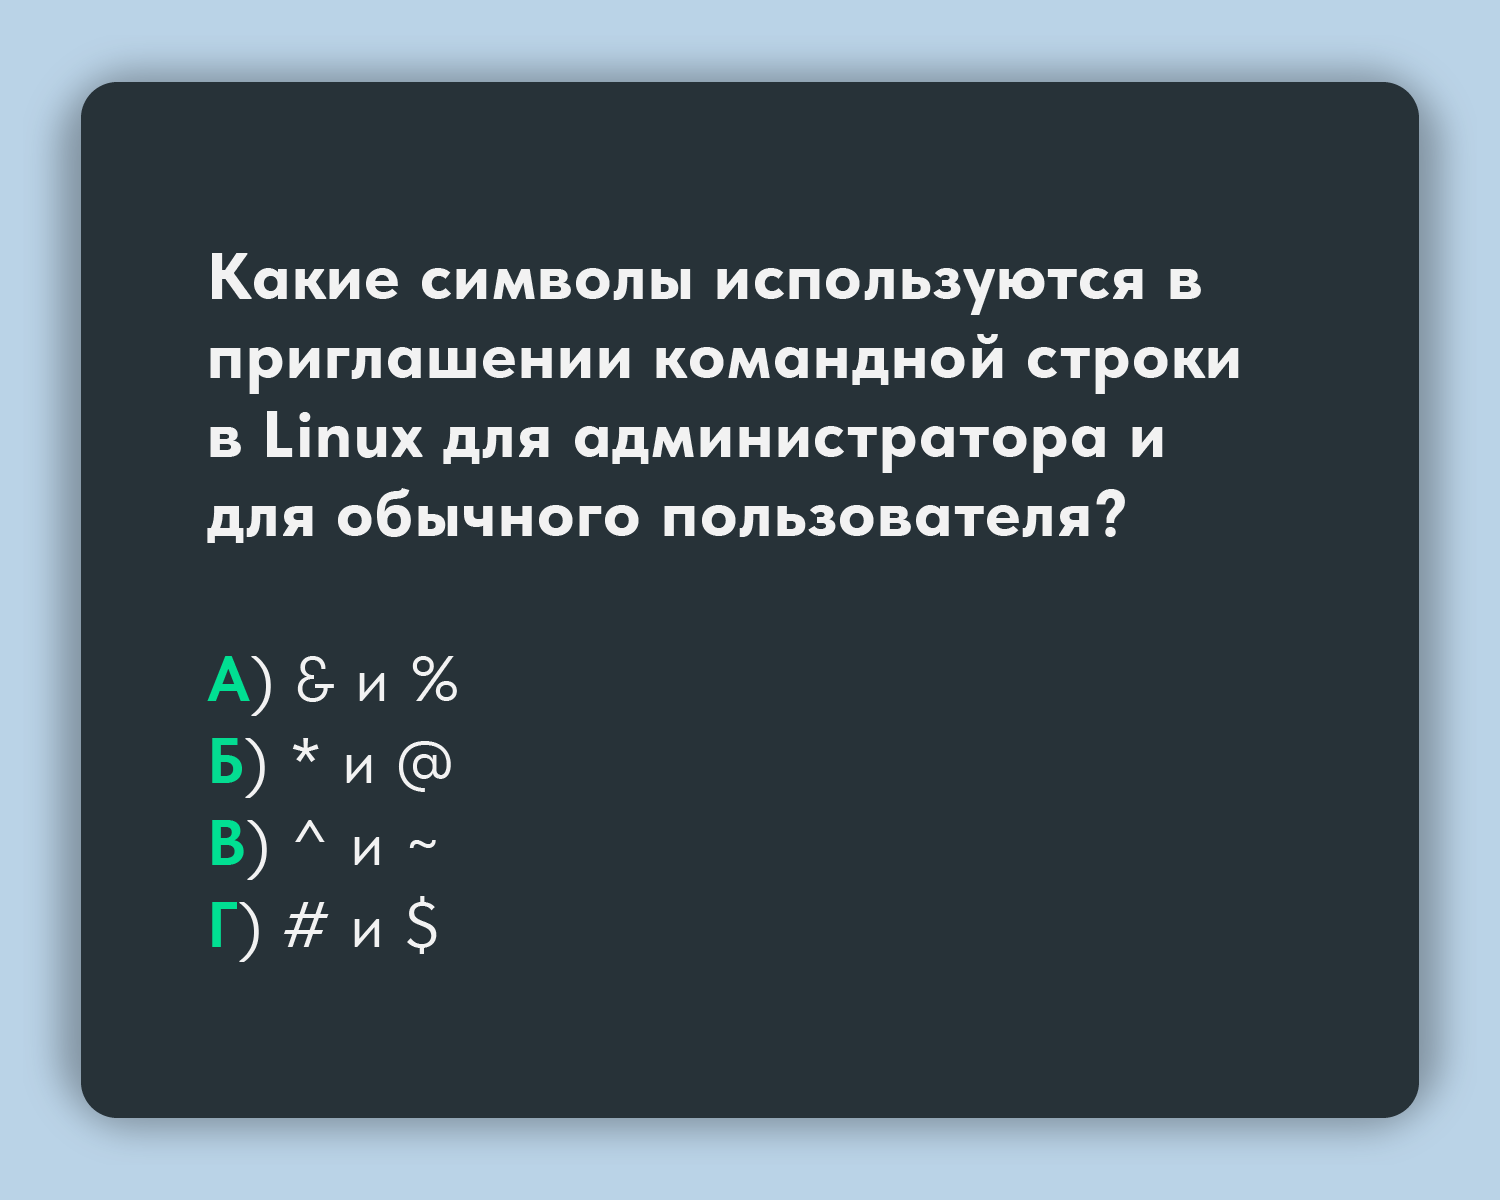 Какие символы используются в
приглашении командной строки
в Linux для администратора и
для обычного пользователя?
А) & и %
Б) * и @
В) ^ и ~
Г) # и $